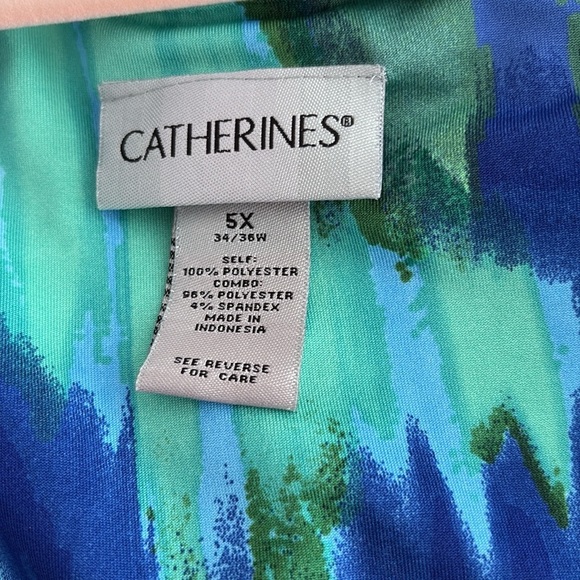 CATHERINES®
5X
34/36W
SELF:
100% POLYESTER
COMBO:
96% POLYESTER
4% SPANDEX
MADE IN
INDONESIA
SEE REVERSE
FOR CARE